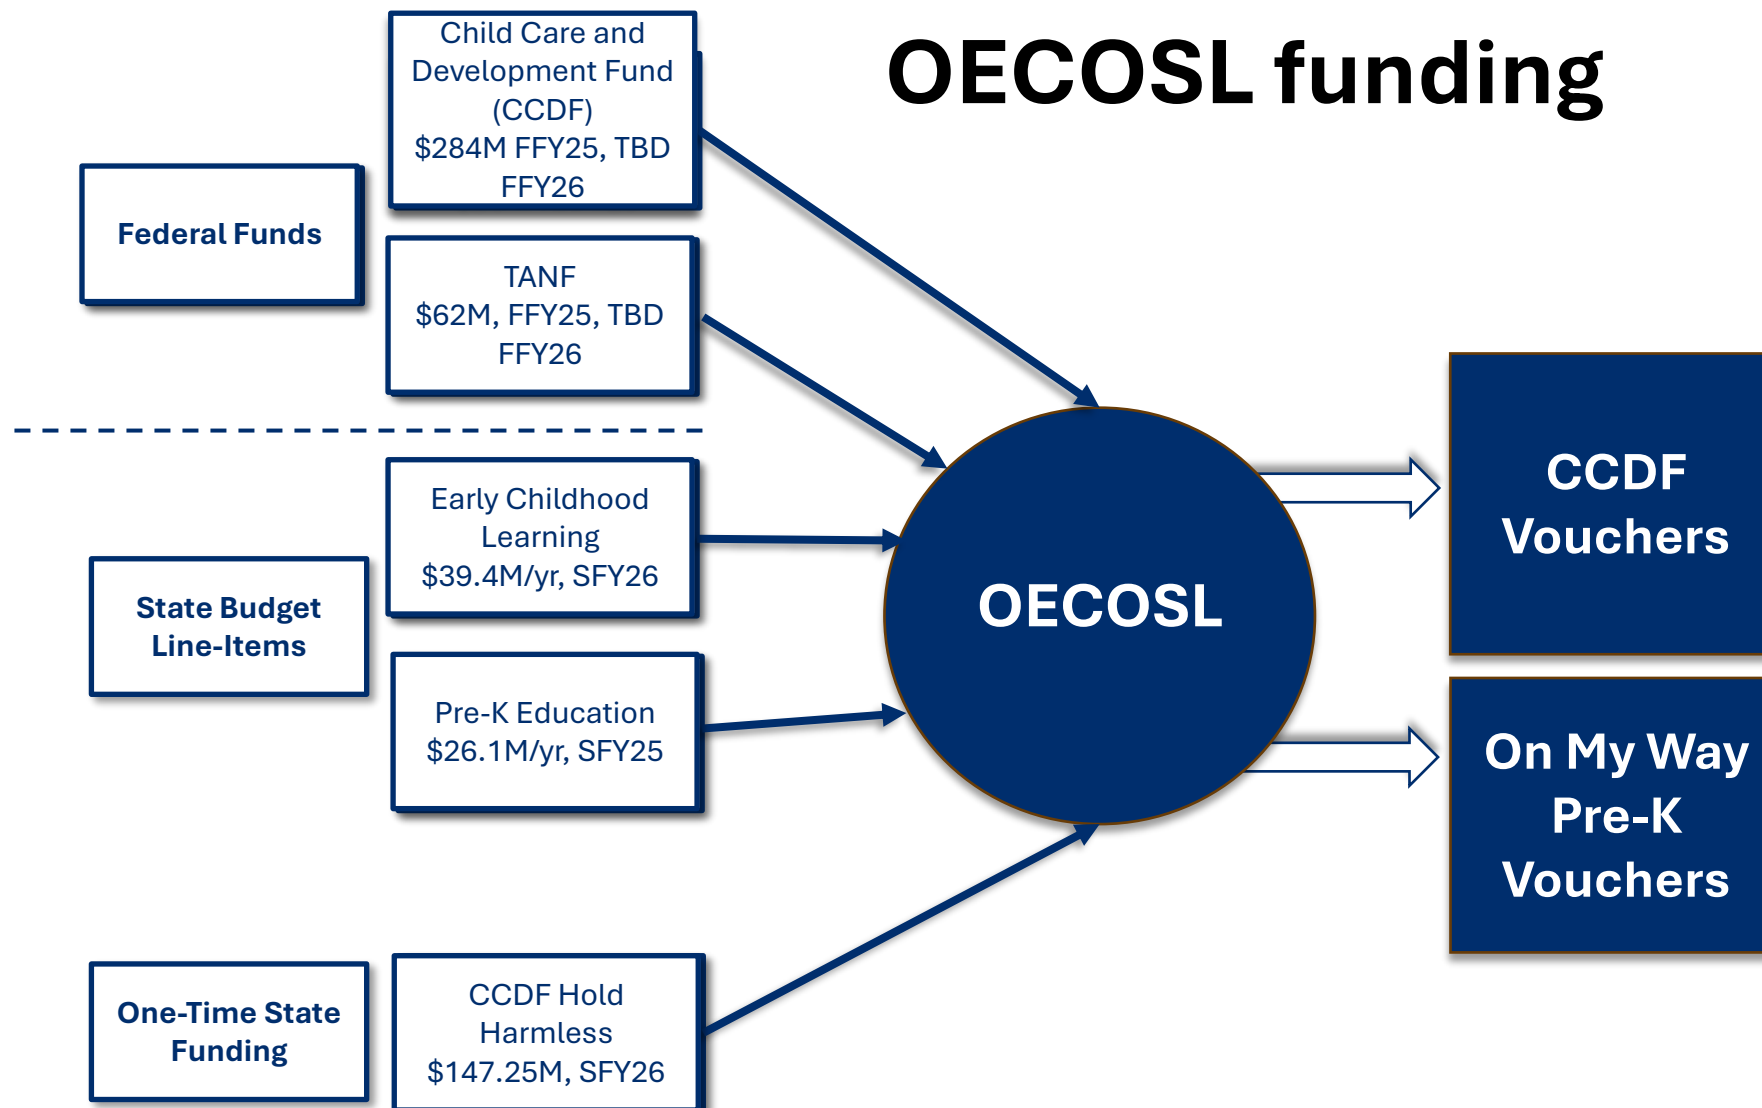 OECOSL funding
Federal Funds
Child Care and
Development Fund
(CCDF)
$284M FFY25, TBD
FFY26
TANF
$62M, FFY25, TBD
FFY26
State Budget
Line-Items
Early Childhood
Learning
$39.4M/yr, SFY26
Pre-K Education
$26.1M/yr, SFY25
One-Time State
Funding
CCDF Hold
Harmless
$147.25M, SFY26
OECOSL
CCDF
Vouchers
On My Way
Pre-K
Vouchers